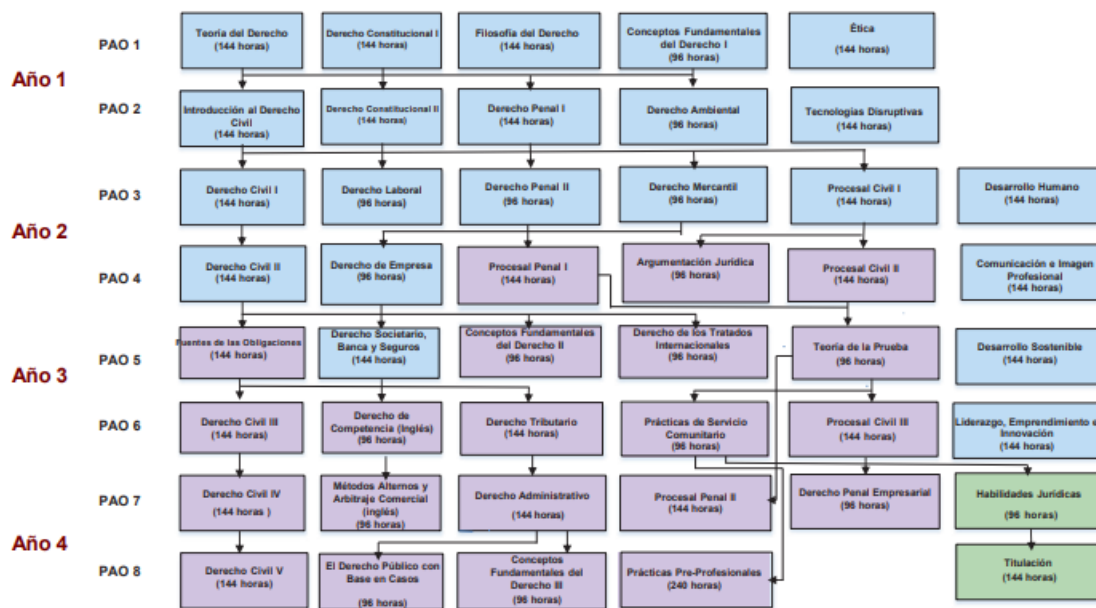 PAO 1
Teoría del Derecho
(144 horas)
Derecho Constitucional I
(144 horas)
Filosofía del Derecho
(144 horas)
Conceptos Fundamentales
del Derecho I
(96 horas)
Ética
(144 horas)
Año 1
PAO 2
Introducción al Derecho
Civil
(144 horas)
Derecho Constitucional II
(144 horas)
Derecho Penal I
(144 horas)
Derecho Ambiental
(96 horas)
Tecnologías Disruptivas
(144 horas)
PAO 3
Derecho Civil I
(144 horas)
Derecho Laboral
(96 horas)
Derecho Penal II
(96 horas)
Derecho Mercantil
(96 horas)
Procesal Civil I
(144 horas)
Desarrollo Humano
(144 horas)
Año 2
PAO 4
Derecho Civil II
(144 horas)
Derecho de Empresa
(96 horas)
Procesal Penal I
(144 horas)
Argumentación Jurídica
(96 horas)
Procesal Civil II
(144 horas)
Comunicación e Imagen
Profesional
(144 horas)
PAO 5
Fuentes de las Obligaciones
(144 horas)
Derecho Societario,
Banca y Seguros
(144 horas)
Conceptos Fundamentales
del Derecho II
(96 horas)
Derecho de los Tratados
Internacionales
(96 horas)
Teoría de la Prueba
(96 horas)
Desarrollo Sostenible
(144 horas)
Año 3
PAO 6
Derecho Civil III
(144 horas)
Derecho de
Competencia (Inglés)
(96 horas)
Derecho Tributario
(144 horas)
Prácticas de Servicio
Comunitario
(96 horas)
Procesal Civil III
(144 horas)
Liderazgo, Emprendimiento e
Innovación
(144 horas)
PAO 7
Derecho Civil IV
(144 horas )
Métodos Alternos y
Arbitraje Comercial
(inglés)
(96 horas)
Derecho Administrativo
(144 horas)
Procesal Penal II
(144 horas)
Derecho Penal Empresarial
(96 horas)
Habilidades Jurídicas
(96 horas)
Año 4
PAO 8
Derecho Civil V
(144 horas)
El Derecho Público con
Base en Casos
(96 horas)
Conceptos
Fundamentales del
Derecho III
(96 horas)
Prácticas Pre-Profesionales
(240 horas)
Titulación
(144 horas)